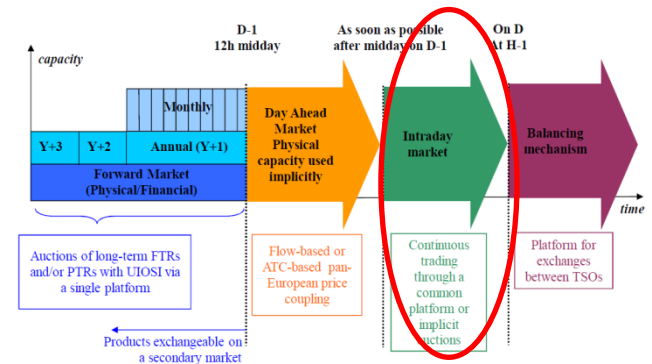 capacity
D-1
12h midday
As soon as possible
after midday on D-1
On D
At H-1
Monthly
Y+3
Y+2
Annual (Y+1)
Forward Market
(Physical/Financial)
Day Ahead
Market
Physical
capacity used
implicitly
Intraday
market
Balancing
mechanism
time
Auctions of long-term FTRs
and/or PTRs with UIOSI via
a single platform
Flow-based or
ATC-based pan-
European price
coupling
Continuous
trading
through a
common
platform or
implicit
auctions
Platform for
exchanges
between TSOs
Products exchangeable on
a secondary market